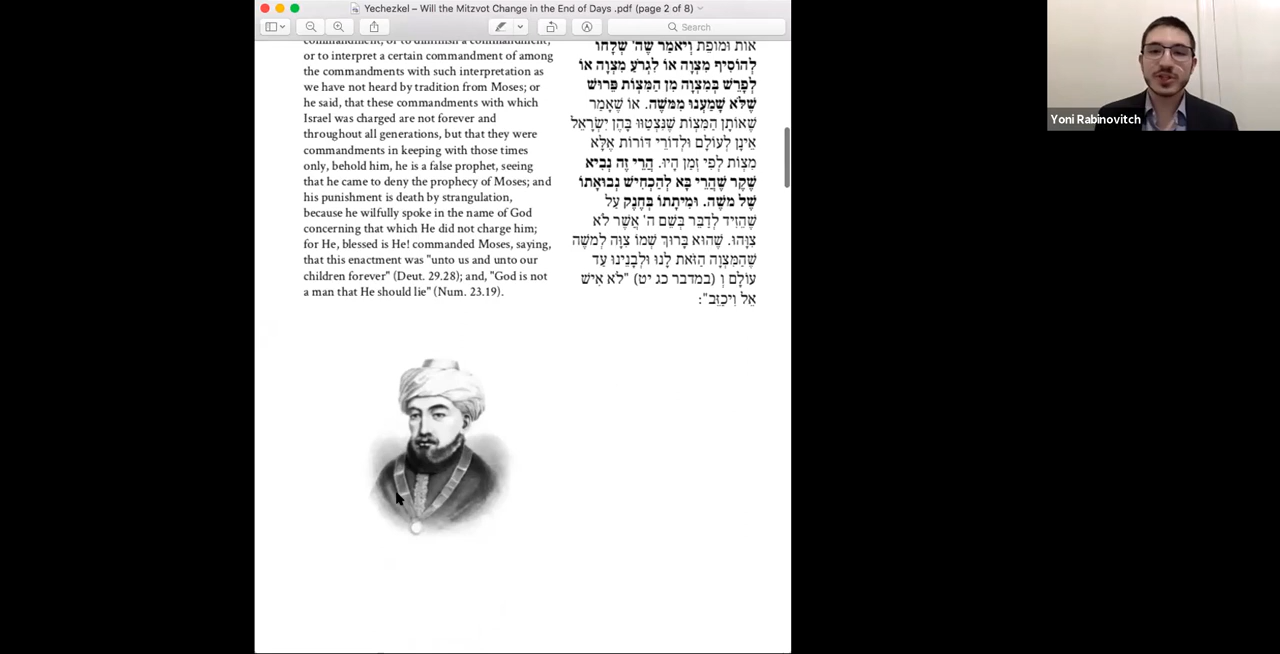 Yechezkel – Will the Mitzvot Change in the End of Days .pdf (page 2 of 8)
Search
commandment, or to diminish a commandment,
or to interpret a certain commandment of among
the commandments with such interpretation as
we have not heard by tradition from Moses; or
he said, that these commandments with which
Israel was charged are not forever and
throughout all generations, but that they were
commandments in keeping with those times
only, behold him, he is a false prophet, seeing
that he came to deny the prophecy of Moses; and
his punishment is death by strangulation,
because he wilfully spoke in the name of God
concerning that which He did not charge him;
for He, blessed is He! commanded Moses, saying,
that this enactment was "unto us and unto our
children forever" (Deut. 29.28); and, "God is not
a man that He should lie" (Num. 23.19).
אוֹת וּמוֹפֵת וְיֹאמַר שֶׁה' שְׁלָחוֹ
לְהוֹסִיף מִצְוָה אוֹ לִגְרֹעַ מִצְוָה אוֹ
לְפָרֵשׁ בְּמִצְוָה מִן הַמִּצְוֹת פֵּרוּשׁ
שֶׁלֹּא שָׁמַעְנוּ מִמּשֶׁה. אוֹ שֶׁאָמַר
שֶׁאוֹתָן הַמִּצְוֹת שֶׁנִּצְטַוּוּ בָּהֶן יִשְׂרָאֵל
אֵינָן לְעוֹלָם וּלְדוֹרֵי דּוֹרוֹת אֶלָּא
מִצְוֹת לְפִי זְמַן הָיוּ. הֲרֵי זֶה נְבִיא
שֶׁקֶר שֶׁהֲרֵי בָּא לְהַכְחִישׁ נְבוּאָתוֹ
שֶׁל משֶׁה. וּמִיתָתוֹ בְּחֶנֶק עַל
שֶׁהֵזִיד לְדַבֵּר בְּשֵׁם ה' אֲשֶׁר לֹא
צִוָּהוּ. שֶׁהוּא בָּרוּךְ שְׁמוֹ צִוָּה לְמשֶׁה
שֶׁהַמִּצְוָה הַזֹּאת לָנוּ וּלְבָנֵינוּ עַד
עוֹלָם וְ (במדבר כג יט) "לֹא אִישׁ
אֵל וִיכַזֵּב":
Yoni Rabinovitch